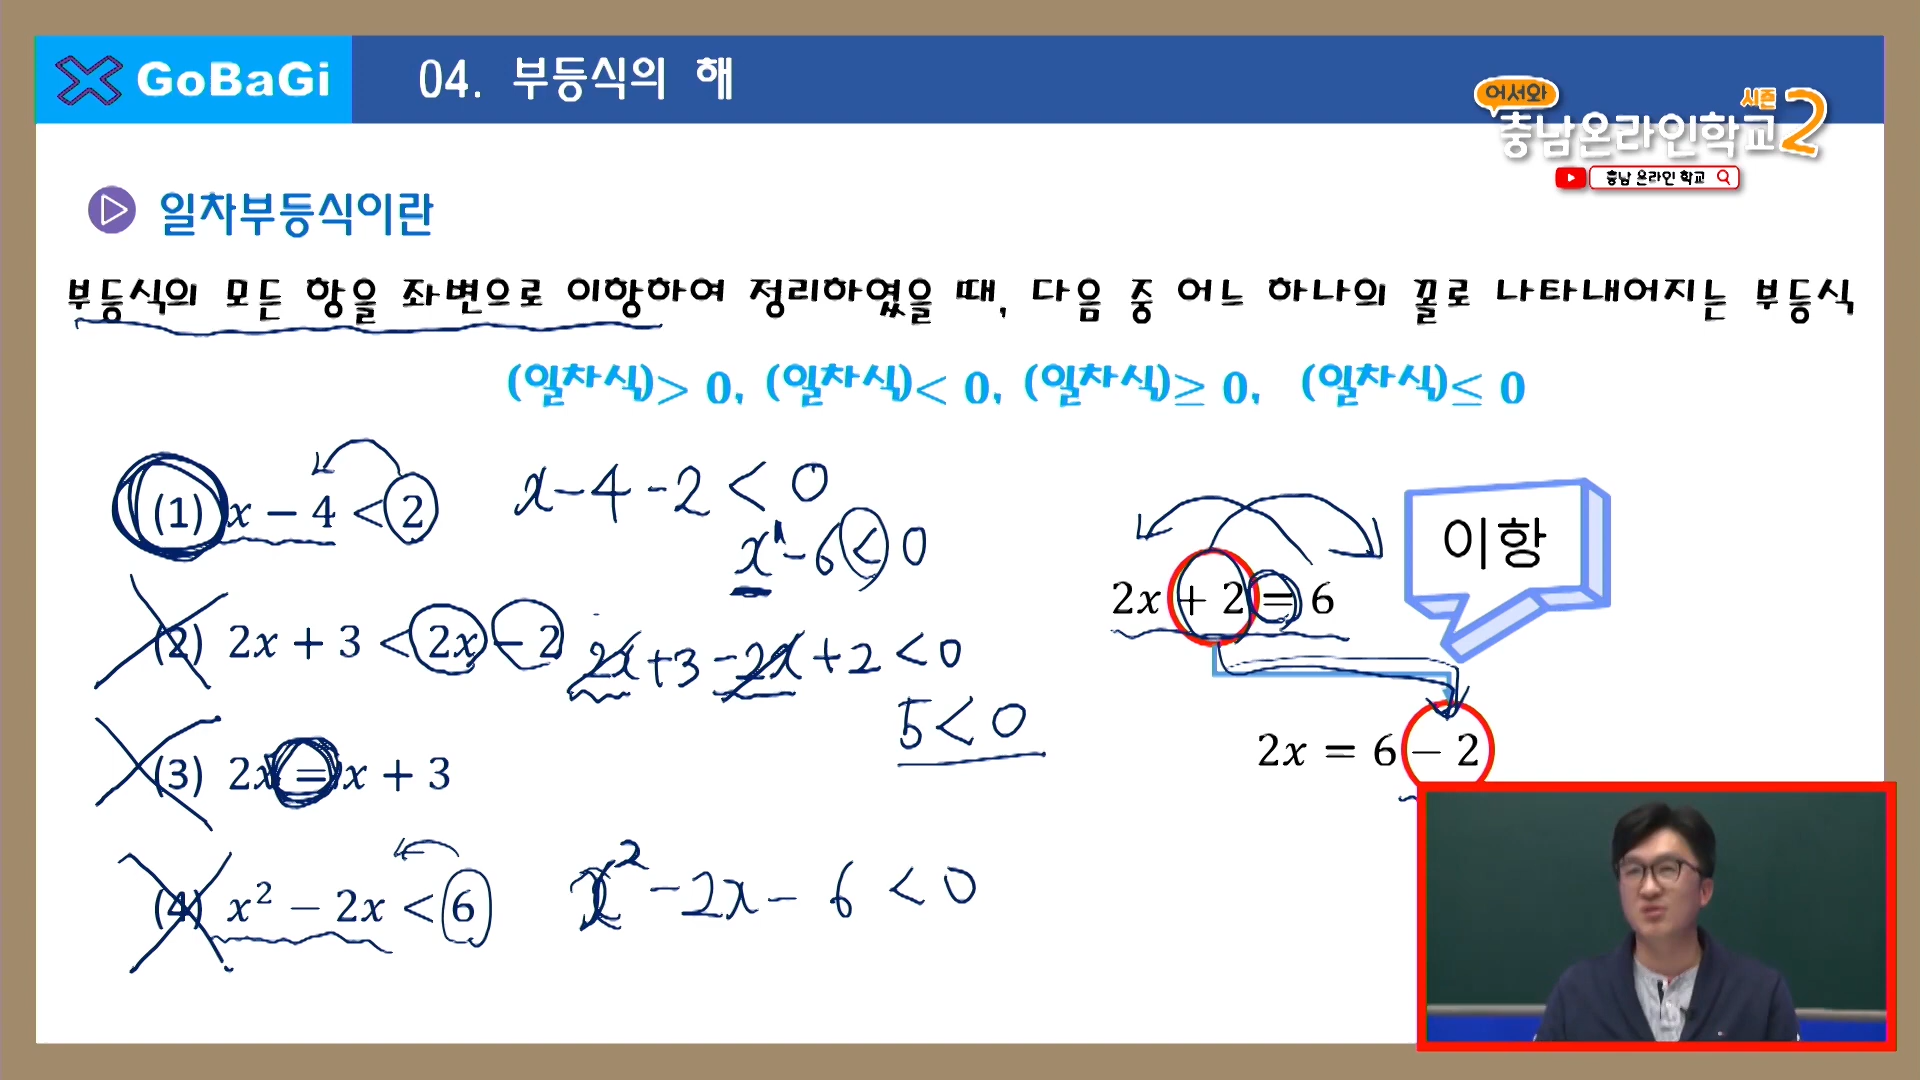 GoBaGi
04. 부등식의 해
어서와
시즌2
충남온라인학교
충남 온라인 학교
일차부등식이란
부등식의 모든 항을 좌변으로 이항하여 정리하였을 때, 다음 중 어느 하나의 꼴로 나타내어지는 부등식
(일차식)> 0, (일차식)< 0, (일차식)≥ 0, (일차식)≤ 0
(1) x − 4 < 2
x − 4 - 2 < 0
x¹ - 6 < 0
(2) 2x + 3 < 2x − 2
2x + 3 - 2x + 2 < 0
5 < 0
(3) 2x = x + 3
(4) x² − 2x < 6
x² - 2x - 6 < 0
이항
2x + 2 = 6
2x = 6 − 2